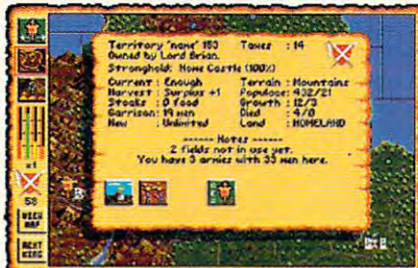 Territory "name" 183 Taxes : 14
Owned by Lord Brian.
Stronghold: Home Castle (100%)
Current : Enough Terrain : Mountains
Harvest : Surplus +1 Populace: 432/21
Stocks : 0 food Growth : 12/3
Garrison: 19 men Died : 4/0
New : Unlimited Land : HOMELAND
------ Notes ------
2 fields not in use yet.
You have 3 armies with 35 men here.
x1
58
VIEW
MAP
NEXT
KING